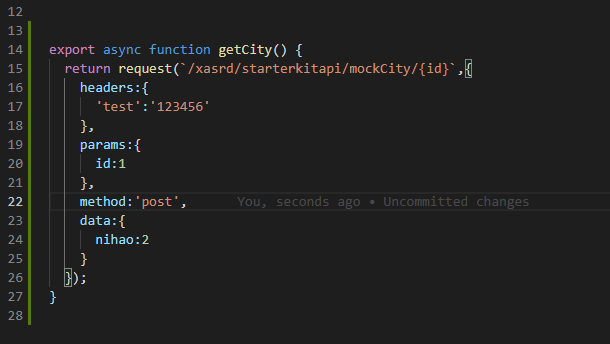 12
13
14 export async function getCity() {
15 return request(`/xasrd/starterkitapi/mockCity/{id}`,{
16 headers:{
17 'test':'123456'
18 },
19 params:{
20 id:1
21 },
22 method:'post', You, seconds ago • Uncommitted changes
23 data:{
24 nihao:2
25 }
26 });
27 }
28